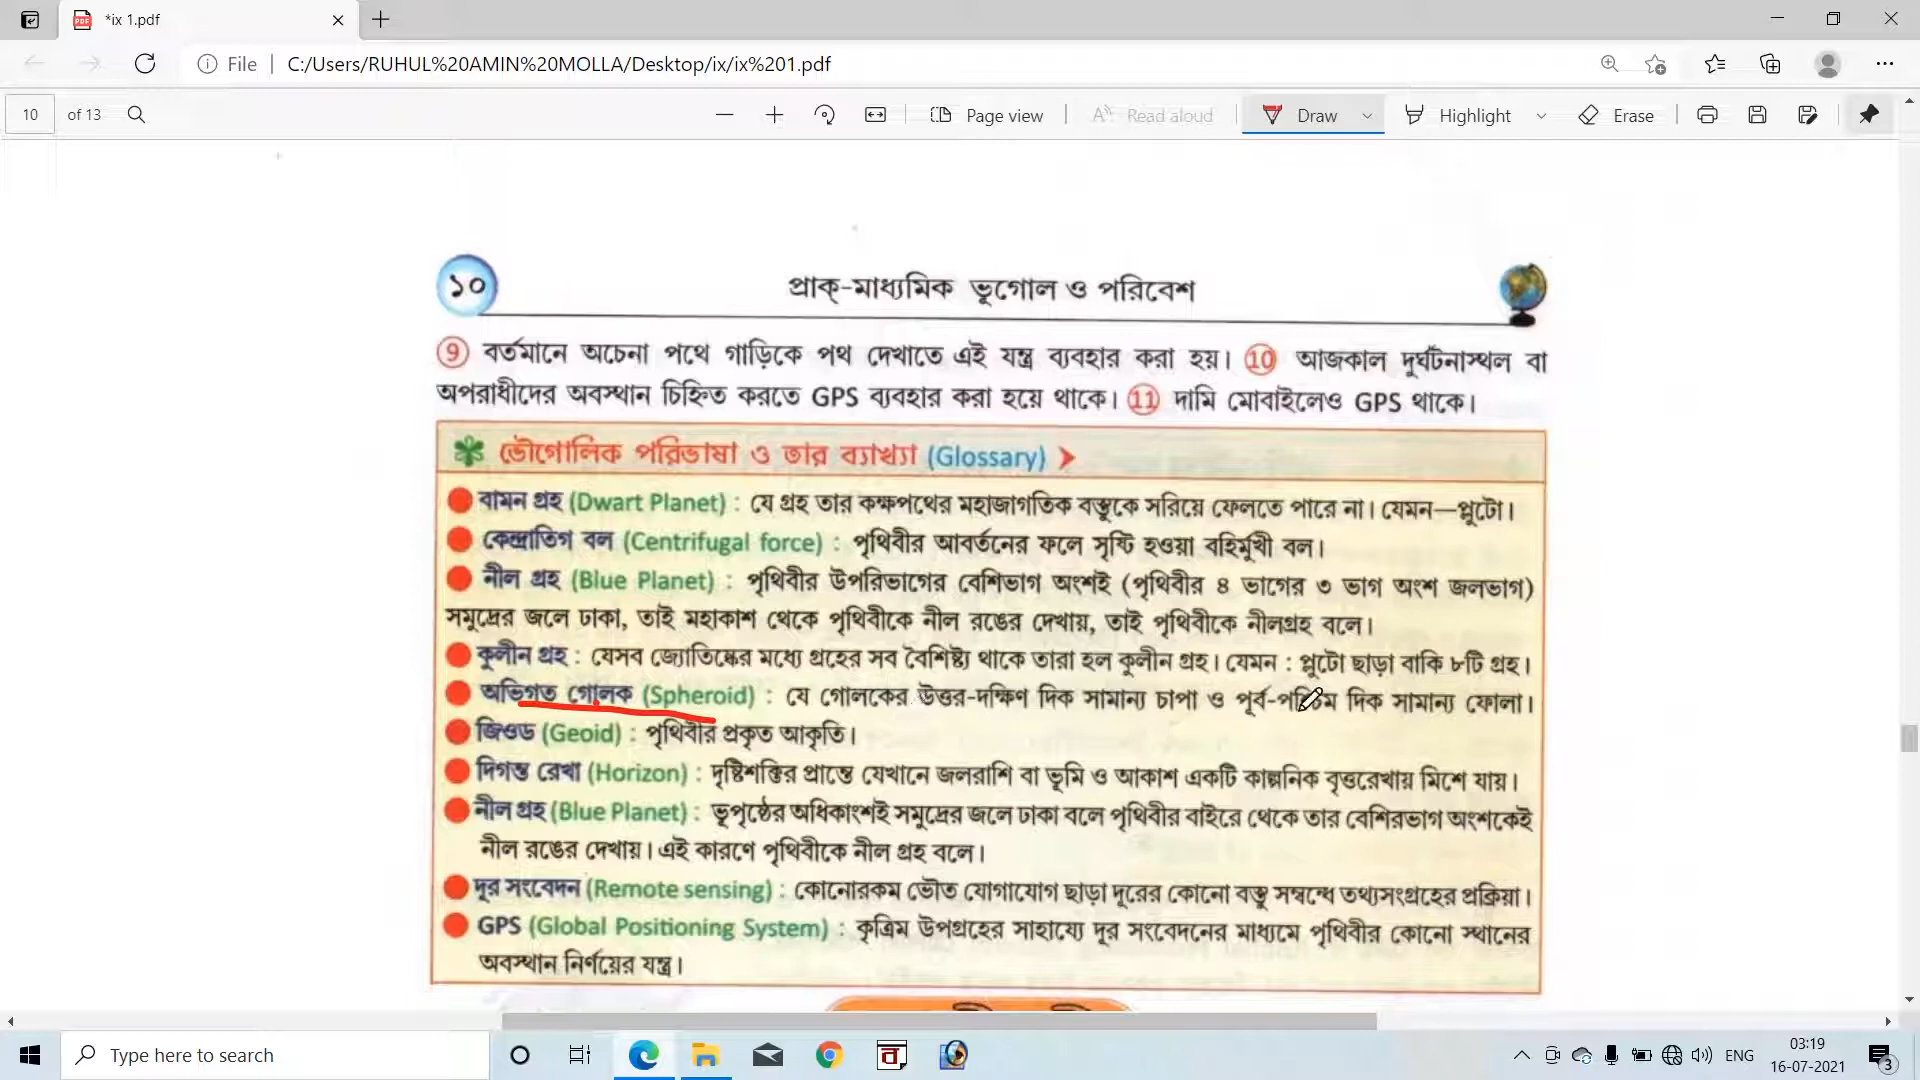 *ix 1.pdf
File
C:/Users/RUHUL%20AMIN%20MOLLA/Desktop/ix/ix%201.pdf
10 of 13
Page view
Read aloud
Draw
Highlight
Erase
১০
প্রাক্-মাধ্যমিক ভূগোল ও পরিবেশ
9 বর্তমানে অচেনা পথে গাড়িকে পথ দেখাতে এই যন্ত্র ব্যবহার করা হয়। 10 আজকাল দুর্ঘটনাস্থল বা
অপরাধীদের অবস্থান চিহ্নিত করতে GPS ব্যবহার করা হয়ে থাকে। 11 দামি মোবাইলেও GPS থাকে।
ভৌগোলিক পরিভাষা ও তার ব্যাখ্যা (Glossary)
বামন গ্রহ (Dwart Planet) : যে গ্রহ তার কক্ষপথের মহাজাগতিক বস্তুকে সরিয়ে ফেলতে পারে না। যেমন—প্লুটো।
কেন্দ্রাতিগ বল (Centrifugal force) : পৃথিবীর আবর্তনের ফলে সৃষ্টি হওয়া বহির্মুখী বল।
নীল গ্রহ (Blue Planet) : পৃথিবীর উপরিভাগের বেশিভাগ অংশই (পৃথিবীর ৪ ভাগের ৩ ভাগ অংশ জলভাগ)
সমুদ্রের জলে ঢাকা, তাই মহাকাশ থেকে পৃথিবীকে নীল রঙের দেখায়, তাই পৃথিবীকে নীলগ্রহ বলে।
কুলীন গ্রহ : যেসব জ্যোতিষ্কের মধ্যে গ্রহের সব বৈশিষ্ট্য থাকে তারা হল কুলীন গ্রহ। যেমন : প্লুটো ছাড়া বাকি ৮টি গ্রহ।
অভিগত গোলক (Spheroid) : যে গোলকের উত্তর-দক্ষিণ দিক সামান্য চাপা ও পূর্ব-পশ্চিম দিক সামান্য ফোলা।
জিওড (Geoid) : পৃথিবীর প্রকৃত আকৃতি।
দিগন্ত রেখা (Horizon) : দৃষ্টিশক্তির প্রান্তে যেখানে জলরাশি বা ভূমি ও আকাশ একটি কাল্পনিক বৃত্তরেখায় মিশে যায়।
নীল গ্রহ (Blue Planet) : ভূপৃষ্ঠের অধিকাংশই সমুদ্রের জলে ঢাকা বলে পৃথিবীর বাইরে থেকে তার বেশিরভাগ অংশকেই
নীল রঙের দেখায়। এই কারণে পৃথিবীকে নীল গ্রহ বলে।
দূর সংবেদন (Remote sensing) : কোনোরকম ভৌত যোগাযোগ ছাড়া দূরের কোনো বস্তু সম্বন্ধে তথ্যসংগ্রহের প্রক্রিয়া।
GPS (Global Positioning System) : কৃত্রিম উপগ্রহের সাহায্যে দূর সংবেদনের মাধ্যমে পৃথিবীর কোনো স্থানের
অবস্থান নির্ণয়ের যন্ত্র।
Type here to search
ENG
03:19
16-07-2021
3